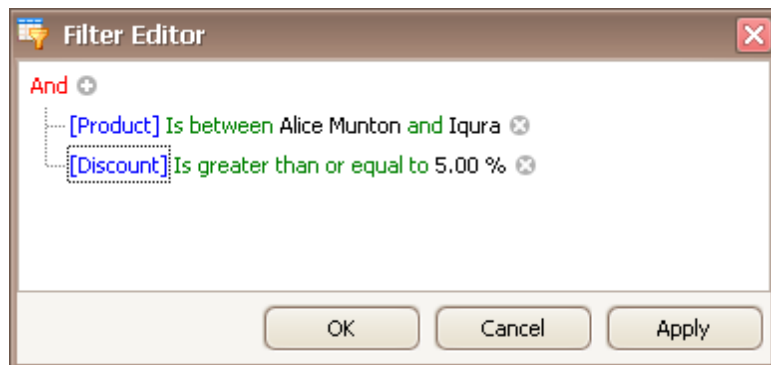 Filter Editor
And
[Product] Is between Alice Munton and Iqura
[Discount] Is greater than or equal to 5.00 %
OK Cancel Apply